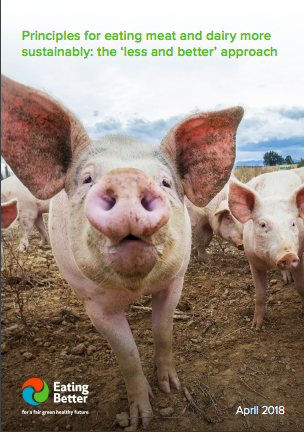 Principles for eating meat and dairy more
sustainably: the ‘less and better’ approach
Eating
Better
for a fair green healthy future
April 2018